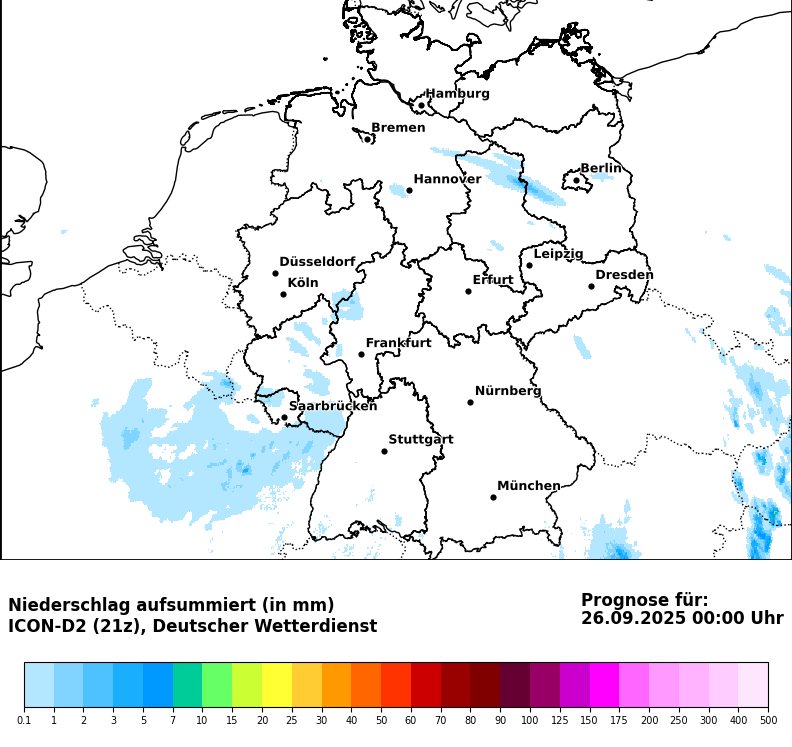 Hamburg
Bremen
Berlin
Hannover
Leipzig
Düsseldorf
Köln
Erfurt
Dresden
Frankfurt
Nürnberg
Saarbrücken
Stuttgart
München
Niederschlag aufsummiert (in mm)
ICON-D2 (21z), Deutscher Wetterdienst
Prognose für:
26.09.2025 00:00 Uhr
0.1 1 2 3 5 7 10 15 20 25 30 40 50 60 70 80 90 100 125 150 175 200 250 300 400 500